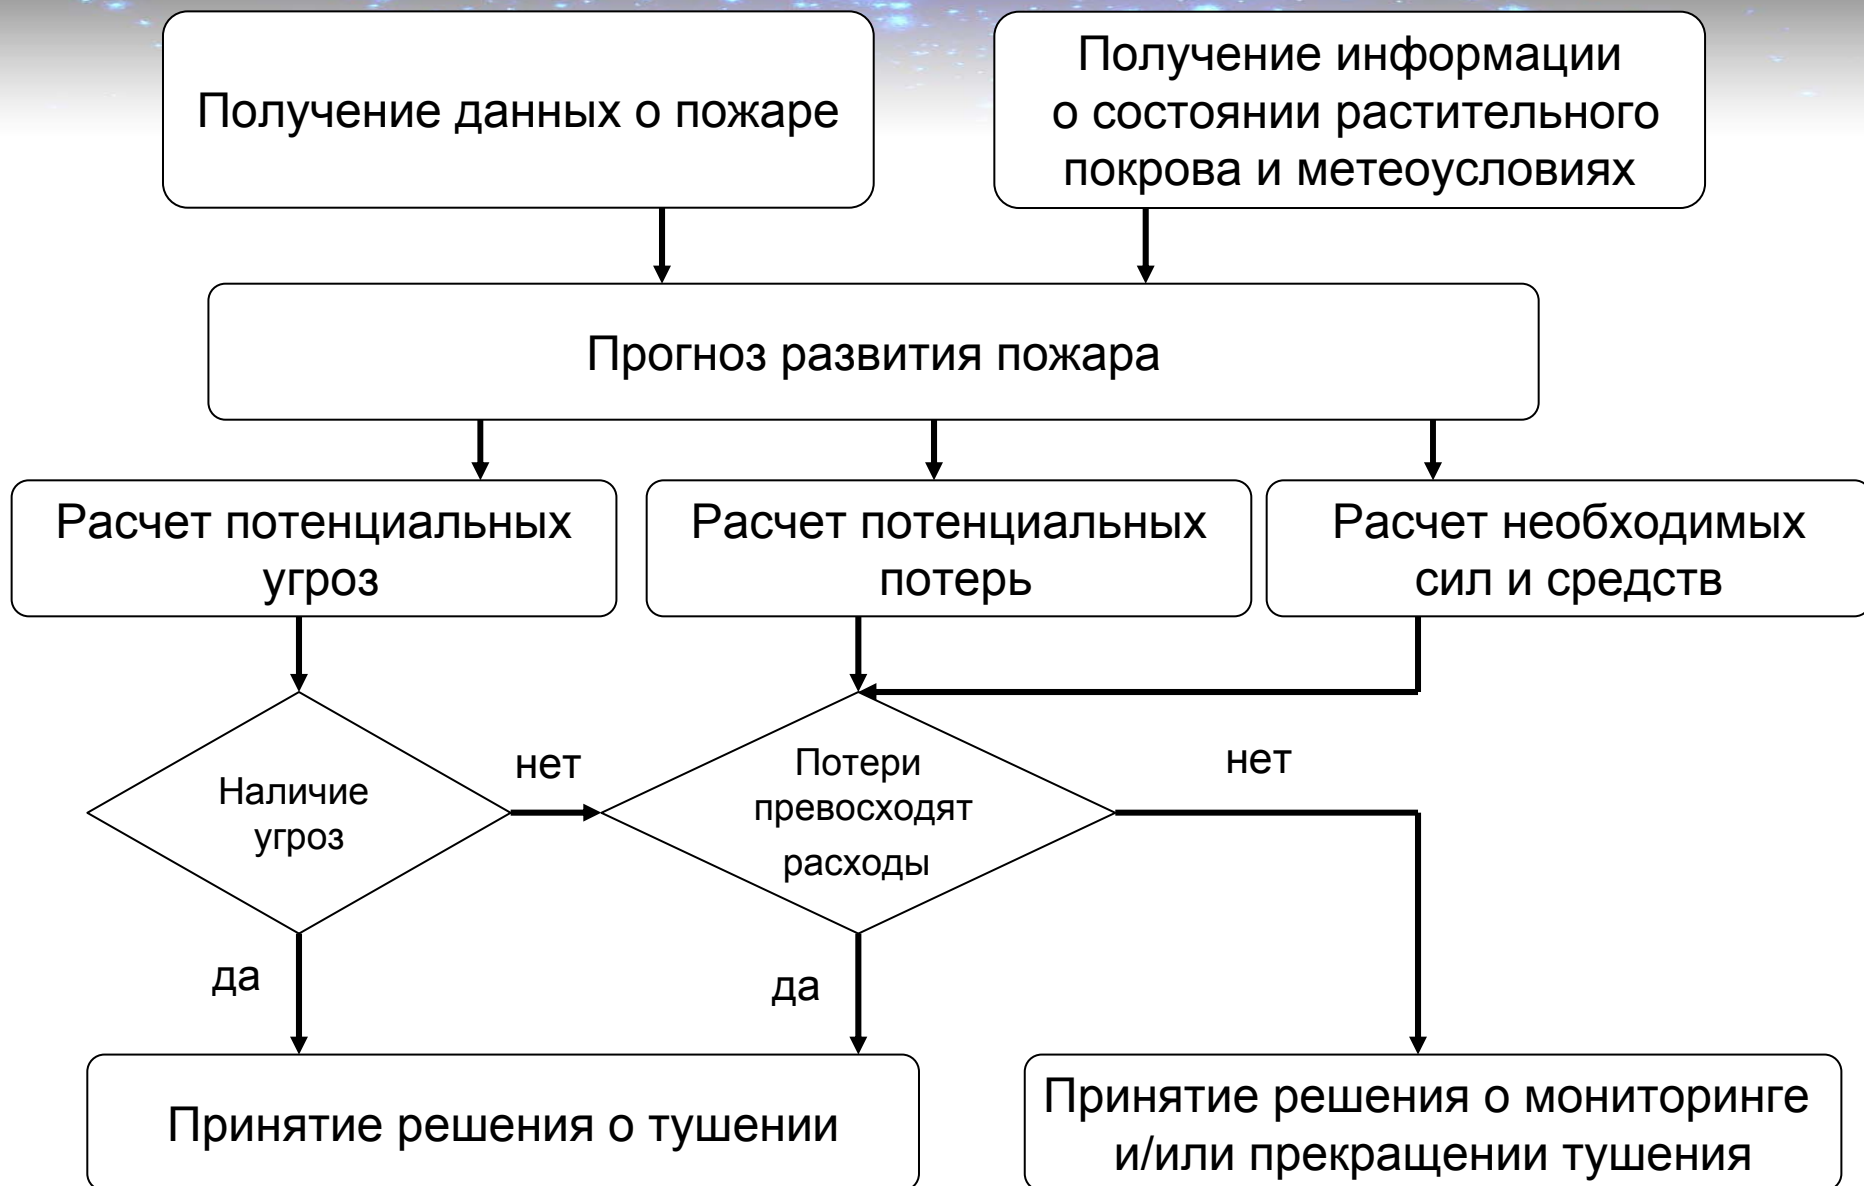 Получение данных о пожаре
Получение информации
о состоянии растительного
покрова и метеоусловиях
Прогноз развития пожара
Расчет потенциальных
угроз
Расчет потенциальных
потерь
Расчет необходимых
сил и средств
Наличие
угроз
нет
Потери
превосходят
расходы
нет
да
да
Принятие решения о тушении
Принятие решения о мониторинге
и/или прекращении тушения